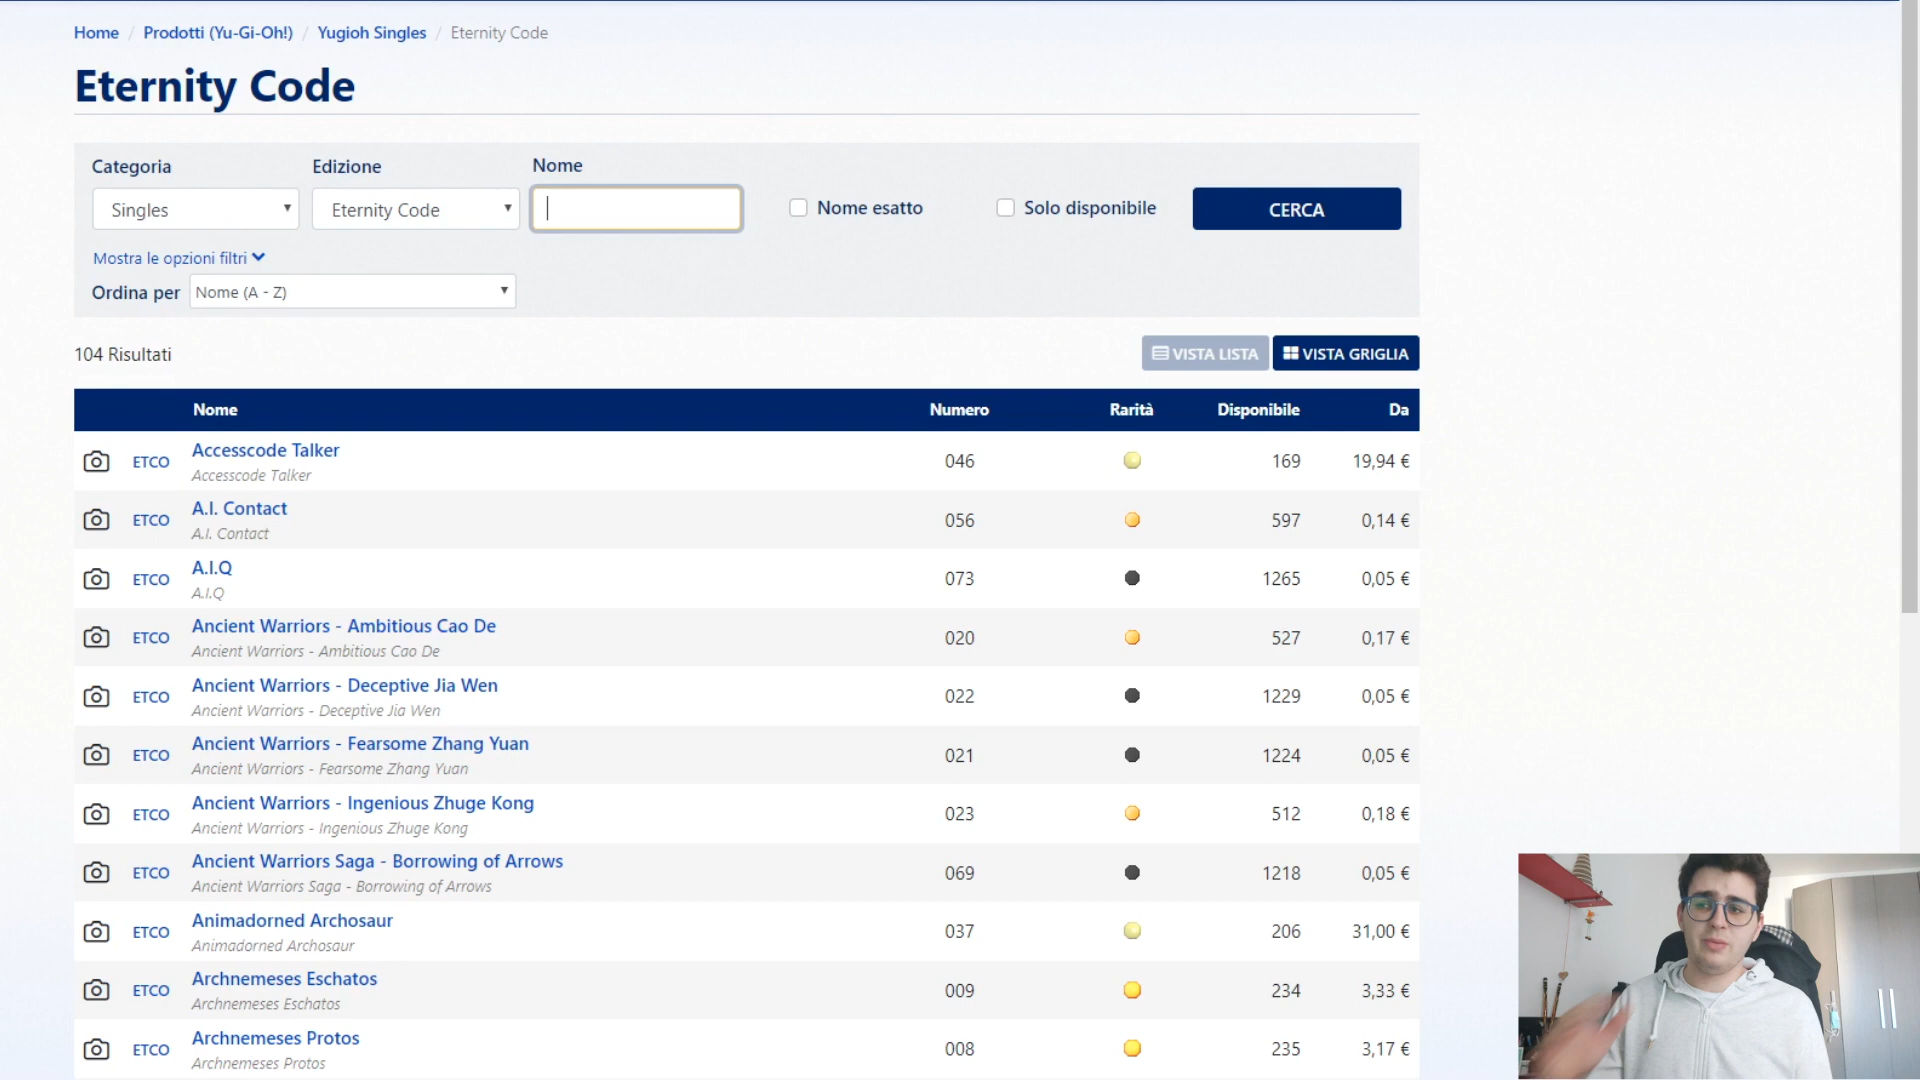 Home / Prodotti (Yu-Gi-Oh!) / Yugioh Singles / Eternity Code
Eternity Code
Categoria Edizione Nome
Singles Eternity Code Nome esatto Solo disponibile CERCA
Mostra le opzioni filtri
Ordina per Nome (A - Z)
104 Risultati VISTA LISTA VISTA GRIGLIA
Nome Numero Rarità Disponibile Da
ETCO Accesscode Talker 046 169 19,94 €
Accesscode Talker
ETCO A.I. Contact 056 597 0,14 €
A.I. Contact
ETCO A.I.Q 073 1265 0,05 €
A.I.Q
ETCO Ancient Warriors - Ambitious Cao De 020 527 0,17 €
Ancient Warriors - Ambitious Cao De
ETCO Ancient Warriors - Deceptive Jia Wen 022 1229 0,05 €
Ancient Warriors - Deceptive Jia Wen
ETCO Ancient Warriors - Fearsome Zhang Yuan 021 1224 0,05 €
Ancient Warriors - Fearsome Zhang Yuan
ETCO Ancient Warriors - Ingenious Zhuge Kong 023 512 0,18 €
Ancient Warriors - Ingenious Zhuge Kong
ETCO Ancient Warriors Saga - Borrowing of Arrows 069 1218 0,05 €
Ancient Warriors Saga - Borrowing of Arrows
ETCO Animadorned Archosaur 037 206 31,00 €
Animadorned Archosaur
ETCO Archnemeses Eschatos 009 234 3,33 €
Archnemeses Eschatos
ETCO Archnemeses Protos 008 235 3,17 €
Archnemeses Protos